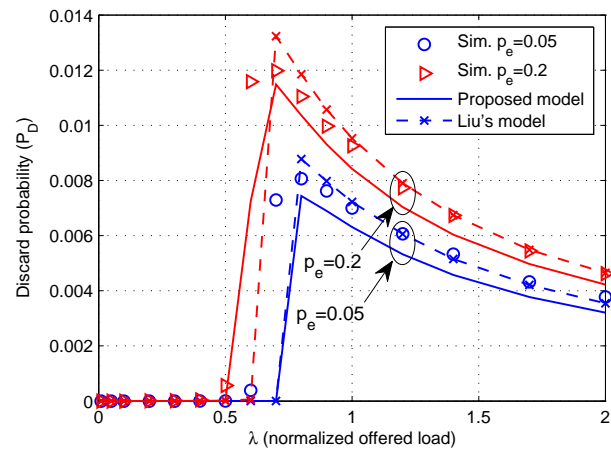 0.014
0.012
0.01
0.008
0.006
0.004
0.002
0
0
0.5
1
1.5
2
Discard probability (P_D)
λ (normalized offered load)
Sim. p_e=0.05
Sim. p_e=0.2
Proposed model
Liu's model
p_e=0.2
p_e=0.05